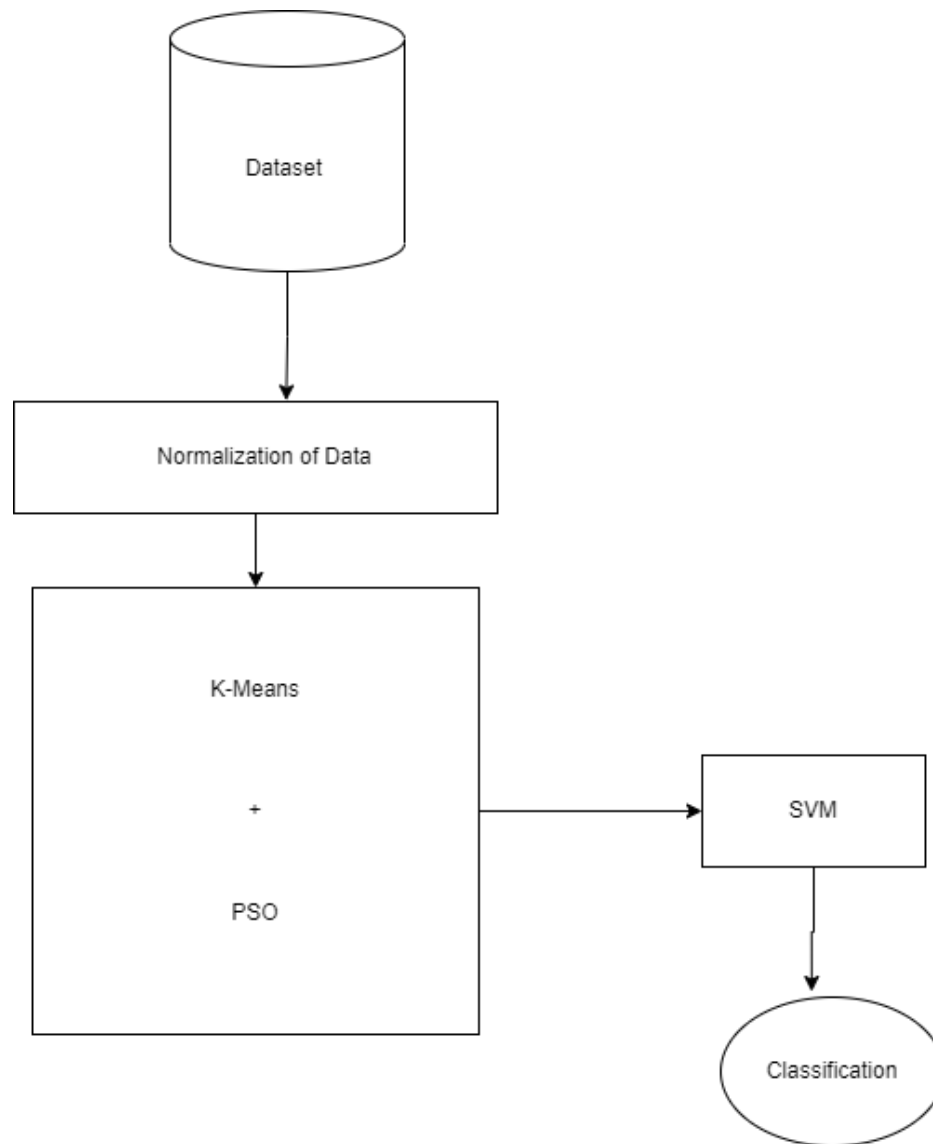 Dataset
Normalization of Data
K-Means
+
PSO
SVM
Classification